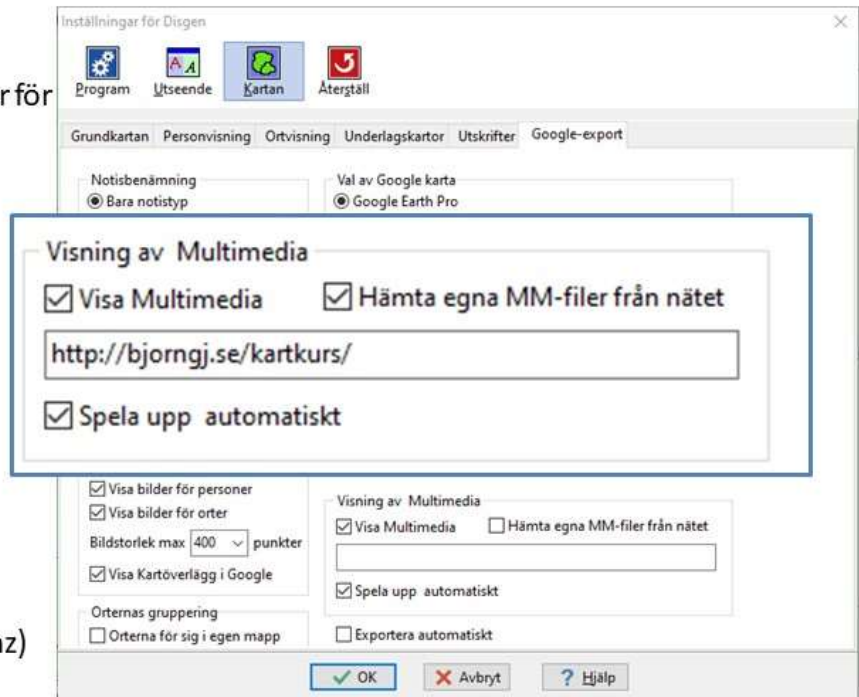 Inställningar för Disgen
Program Utseende Kartan Återställ
r för
Grundkartan Personvisning Ortvisning Underlagskartor Utskrifter Google-export
Notisbenämning
Bara notistyp
Val av Google karta
Google Earth Pro
Visning av Multimedia
Visa Multimedia Hämta egna MM-filer från nätet
http://bjorngj.se/kartkurs/
Spela upp automatiskt
Visa bilder för personer
Visa bilder för orter
Bildstorlek max 400 punkter
Visa Kartöverlägg i Google
Orternas gruppering
Orterna för sig i egen mapp
Visning av Multimedia
Visa Multimedia Hämta egna MM-filer från nätet
Spela upp automatiskt
Exportera automatiskt
nz)
OK Avbryt ? Hjälp